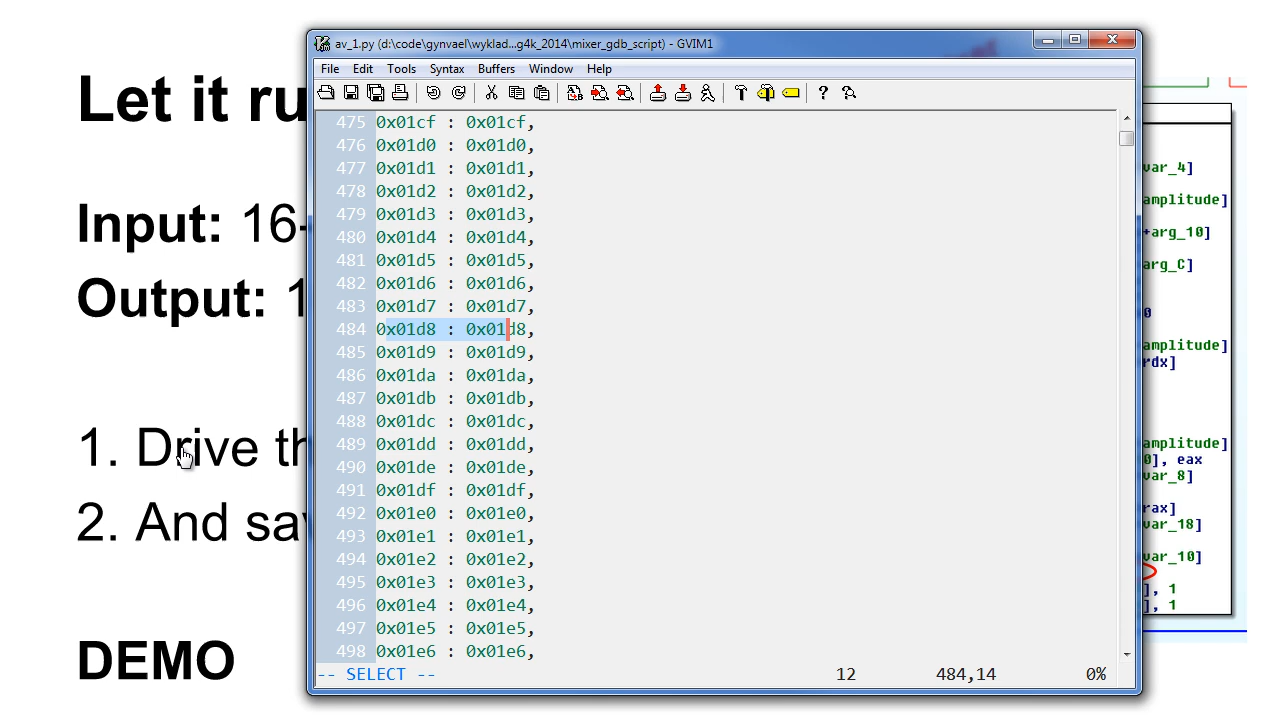 Let it ru
Input: 16-
Output: 1
1. Drive th
2. And sav
DEMO
av_1.py (d:\code\gynvael\wyklad...g4k_2014\mixer_gdb_script) - GVIM1
File Edit Tools Syntax Buffers Window Help
475 0x01cf : 0x01cf,
476 0x01d0 : 0x01d0,
477 0x01d1 : 0x01d1,
478 0x01d2 : 0x01d2,
479 0x01d3 : 0x01d3,
480 0x01d4 : 0x01d4,
481 0x01d5 : 0x01d5,
482 0x01d6 : 0x01d6,
483 0x01d7 : 0x01d7,
484 0x01d8 : 0x01d8,
485 0x01d9 : 0x01d9,
486 0x01da : 0x01da,
487 0x01db : 0x01db,
488 0x01dc : 0x01dc,
489 0x01dd : 0x01dd,
490 0x01de : 0x01de,
491 0x01df : 0x01df,
492 0x01e0 : 0x01e0,
493 0x01e1 : 0x01e1,
494 0x01e2 : 0x01e2,
495 0x01e3 : 0x01e3,
496 0x01e4 : 0x01e4,
497 0x01e5 : 0x01e5,
498 0x01e6 : 0x01e6,
-- SELECT -- 12 484,14 0%
var_4]
amplitude]
+arg_10]
arg_C]
0
amplitude]
rdx]
amplitude]
0], eax
var_8]
rax]
var_18]
var_10]
], 1
], 1